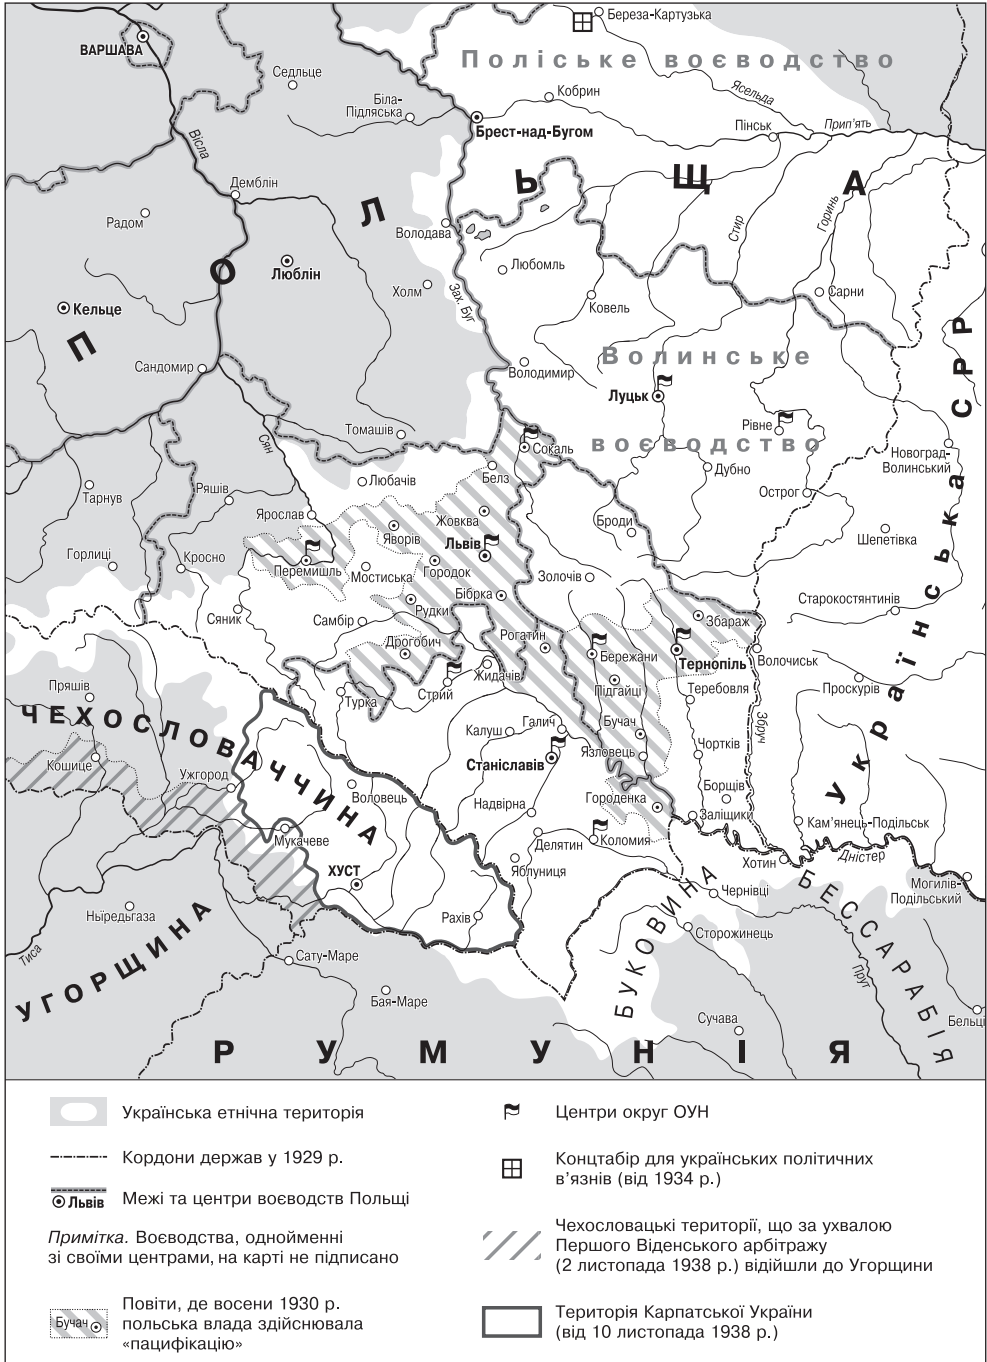 Береза-Картузька
ВАРШАВА
Поліське воєводство
Седльце
Ясельда
Кобрин
Біла-
Підляська
Брест-над-Бугом
Пінськ
Прип'ять
Вісла
ПОЛЬЩА
Демблін
Радом
Володава
Стир
Горинь
Люблін
Любомль
Холм
Зах. Буг
Сарни
Кельце
Ковель
Українська СРР
Волинське
Сандомир
Володимир
Луцьк
Рівне
Томашів
Сян
Сокаль
воєводство
Новоград-
Волинський
Белз
Дубно
Тарнув
Ряшів
Любачів
Острог
Ярослав
Жовква
Броди
Яворів
Львів
Шепетівка
Горлиці
Кросно
Перемишль
Мостиська
Городок
Золочів
Бібрка
Старокостянтинів
Сяник
Самбір
Рудки
Збараж
Дрогобич
Рогатин
Бережани
Тернопіль
Волочиськ
Жидачів
Пряшів
Турка
Стрий
Підгайці
Теребовля
Проскурів
ЧЕХОСЛОВАЧЧИНА
Калуш
Галич
Бучач
Збруч
Кошице
Станіславів
Язловець
Чортків
Ужгород
Воловець
Надвірна
Городенка
Борщів
Заліщики
Кам'янець-Подільськ
Мукачеве
Делятин
Коломия
Хотин
Дністер
ХУСТ
Яблуниця
Могилів-
Подільський
Ньїредьгаза
Чернівці
БЕССАРАБІЯ
УГОРЩИНА
Рахів
БУКОВИНА
Сторожинець
Тиса
Сату-Маре
Прут
Бая-Маре
Сучава
Бельці
РУМУНІЯ
Українська етнічна територія
Кордони держав у 1929 р.
Львів
Межі та центри воєводств Польщі
Примітка. Воєводства, однойменні
зі своїми центрами, на карті не підписано
Бучач
Повіти, де восени 1930 р.
польська влада здійснювала
«пацифікацію»
Центри округ ОУН
Концтабір для українських політичних
в'язнів (від 1934 р.)
Чехословацькі території, що за ухвалою
Першого Віденського арбітражу
(2 листопада 1938 р.) відійшли до Угорщини
Територія Карпатської України
(від 10 листопада 1938 р.)